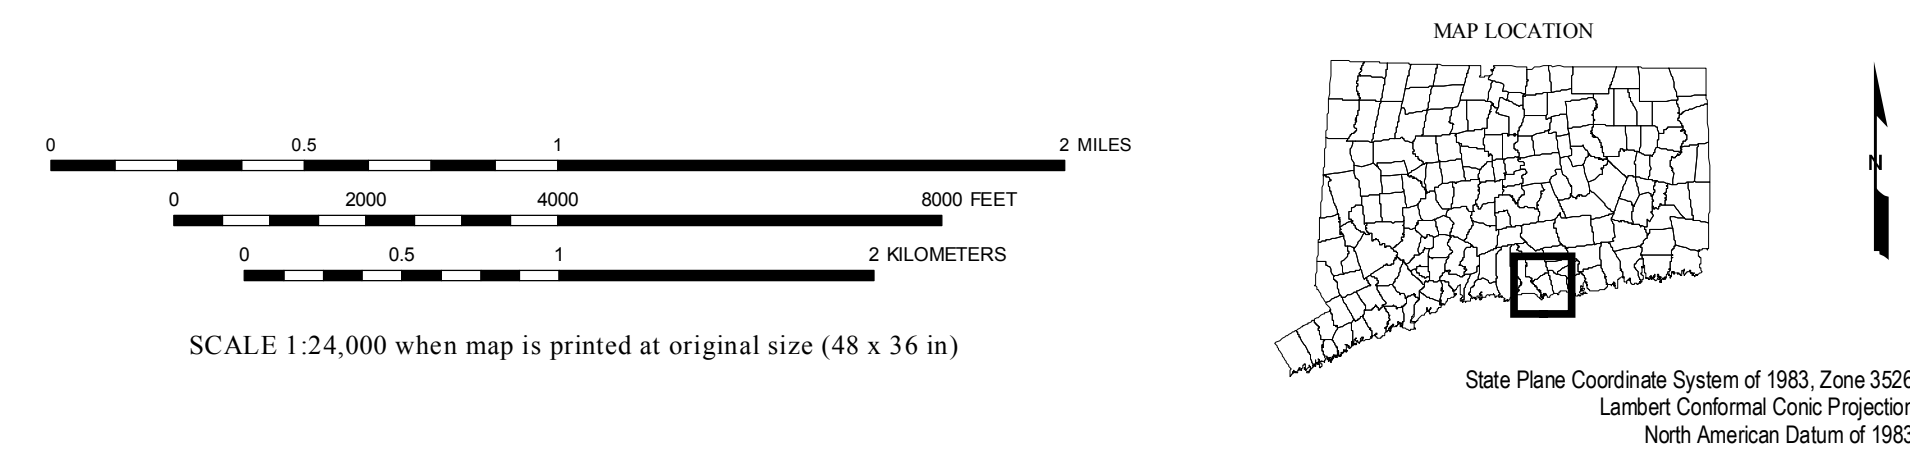 MAP LOCATION
0 0.5 1 2 MILES
0 2000 4000 8000 FEET
0 0.5 1 2 KILOMETERS
SCALE 1:24,000 when map is printed at original size (48 x 36 in)
N
State Plane Coordinate System of 1983, Zone 3526
Lambert Conformal Conic Projection
North American Datum of 1983